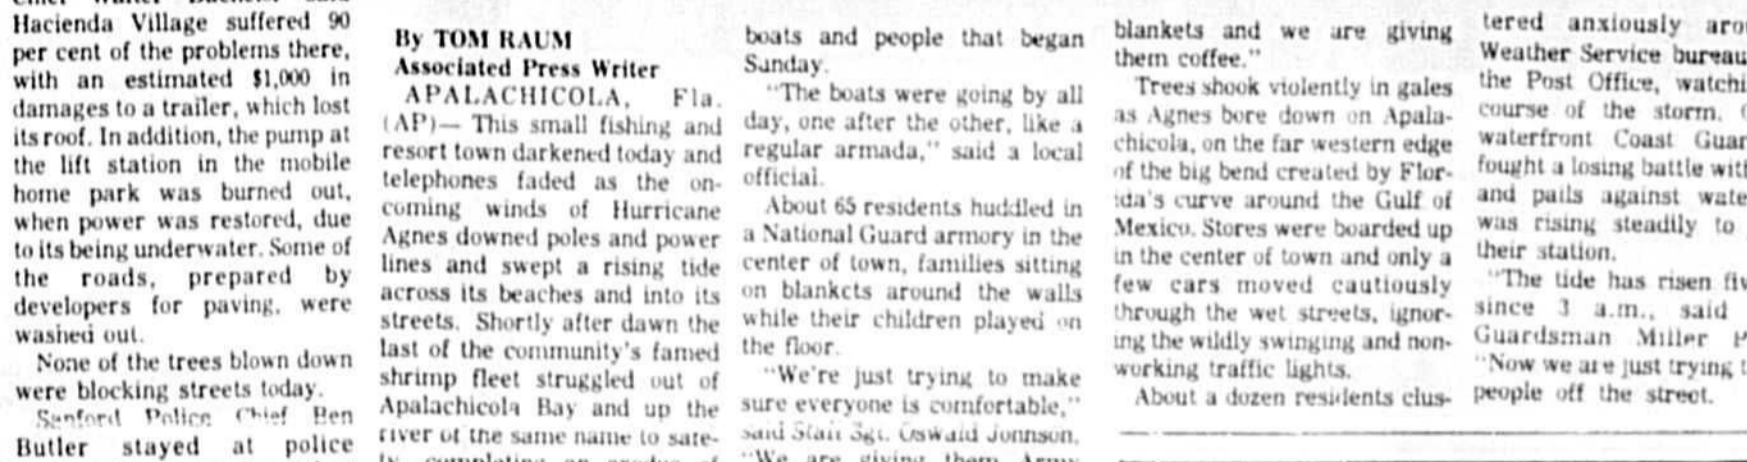 Hacienda Village suffered 90
per cent of the problems there,
with an estimated $1,000 in
damages to a trailer, which lost
its roof. In addition, the pump at
the lift station in the mobile
home park was burned out,
when power was restored, due
to its being underwater. Some of
the roads, prepared by
developers for paving, were
washed out.
None of the trees blown down
were blocking streets today.
Sanford Police Chief Ben
Butler stayed at police
By TOM RAUM
Associated Press Writer
APALACHICOLA, Fla.
(AP)— This small fishing and
resort town darkened today and
telephones faded as the on-
coming winds of Hurricane
Agnes downed poles and power
lines and swept a rising tide
across its beaches and into its
streets. Shortly after dawn the
last of the community's famed
shrimp fleet struggled out of
Apalachicola Bay and up the
river of the same name to safe-
ly, completing an exodus of
boats and people that began
Sunday.
"The boats were going by all
day, one after the other, like a
regular armada," said a local
official.
About 65 residents huddled in
a National Guard armory in the
center of town, families sitting
on blankets around the walls
while their children played on
the floor.
"We're just trying to make
sure everyone is comfortable,"
said Staff Sgt. Oswald Johnson.
"We are giving them Army
blankets and we are giving
them coffee."
Trees shook violently in gales
as Agnes bore down on Apala-
chicola, on the far western edge
of the big bend created by Flor-
ida's curve around the Gulf of
Mexico. Stores were boarded up
in the center of town and only a
few cars moved cautiously
through the wet streets, ignor-
ing the wildly swinging and non-
working traffic lights.
About a dozen residents clus-
tered anxiously aro
Weather Service bureau
the Post Office, watchi
course of the storm.
waterfront Coast Guar
fought a losing battle with
and pails against wate
was rising steadily to
their station.
"The tide has risen fiv
since 3 a.m., said
Guardsman Miller P
"Now we are just trying t
people off the street.